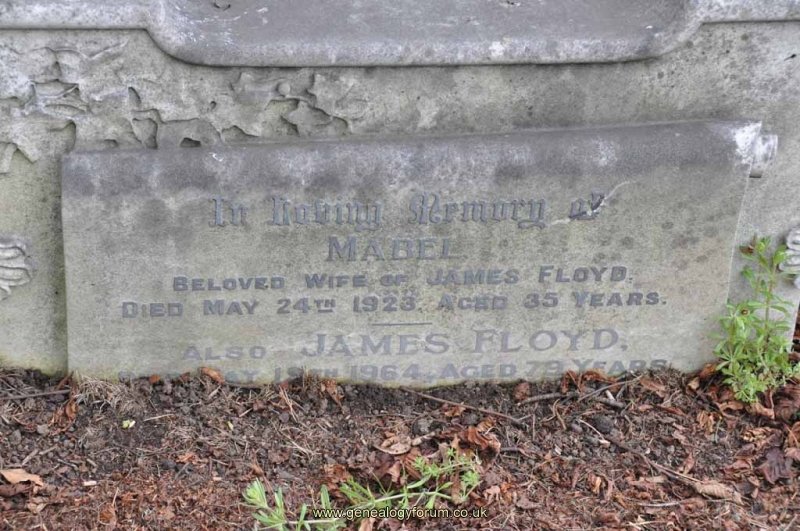 In Loving Memory of
MABEL
BELOVED WIFE OF JAMES FLOYD.
DIED MAY 24TH 1923. AGED 35 YEARS.
ALSO JAMES FLOYD,
MAY 1964, AGED 79 YEARS
www.genealogyforum.co.uk